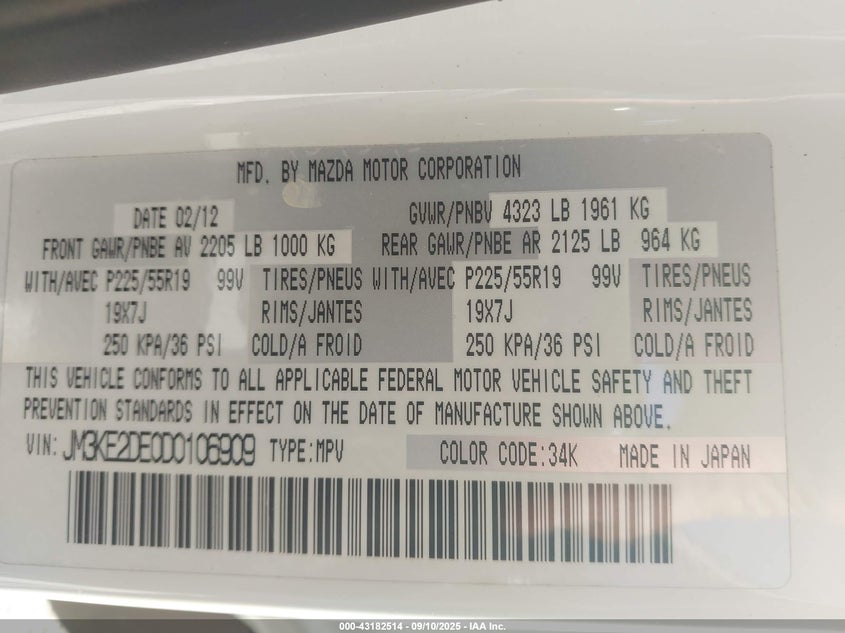 MFD. BY MAZDA MOTOR CORPORATION
DATE 02/12 GVWR/PNBV 4323 LB 1961 KG
FRONT GAWR/PNBE AV 2205 LB 1000 KG REAR GAWR/PNBE AR 2125 LB 964 KG
WITH/AVEC P225/55R19 99V TIRES/PNEUS WITH/AVEC P225/55R19 99V TIRES/PNEUS
19X7J RIMS/JANTES 19X7J RIMS/JANTES
250 KPA/36 PSI COLD/A FROID 250 KPA/36 PSI COLD/A FROID
THIS VEHICLE CONFORMS TO ALL APPLICABLE FEDERAL MOTOR VEHICLE SAFETY AND THEFT
PREVENTION STANDARDS IN EFFECT ON THE DATE OF MANUFACTURE SHOWN ABOVE.
VIN: JM3KE2DE0D0106909 TYPE:MPV COLOR CODE:34K MADE IN JAPAN
000-43182514 - 09/10/2025 - IAA Inc.